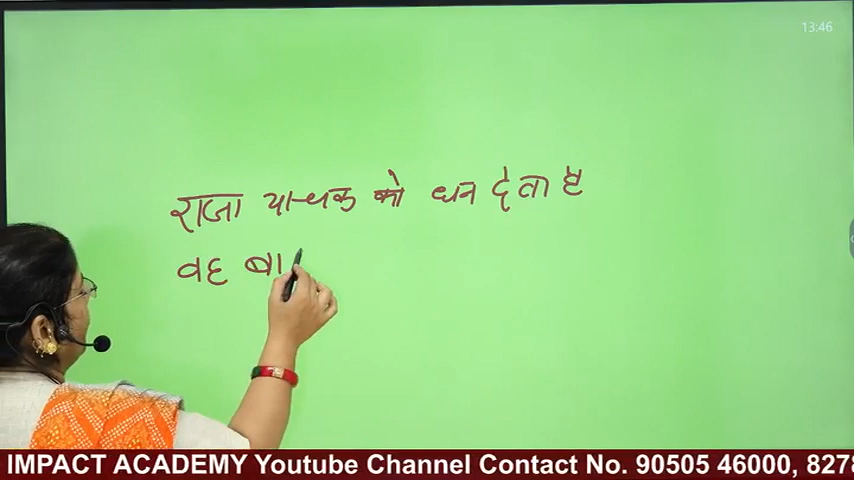 13:46
राजा याचक को धन देता है
वह बा
IMPACT ACADEMY Youtube Channel Contact No. 90505 46000, 827